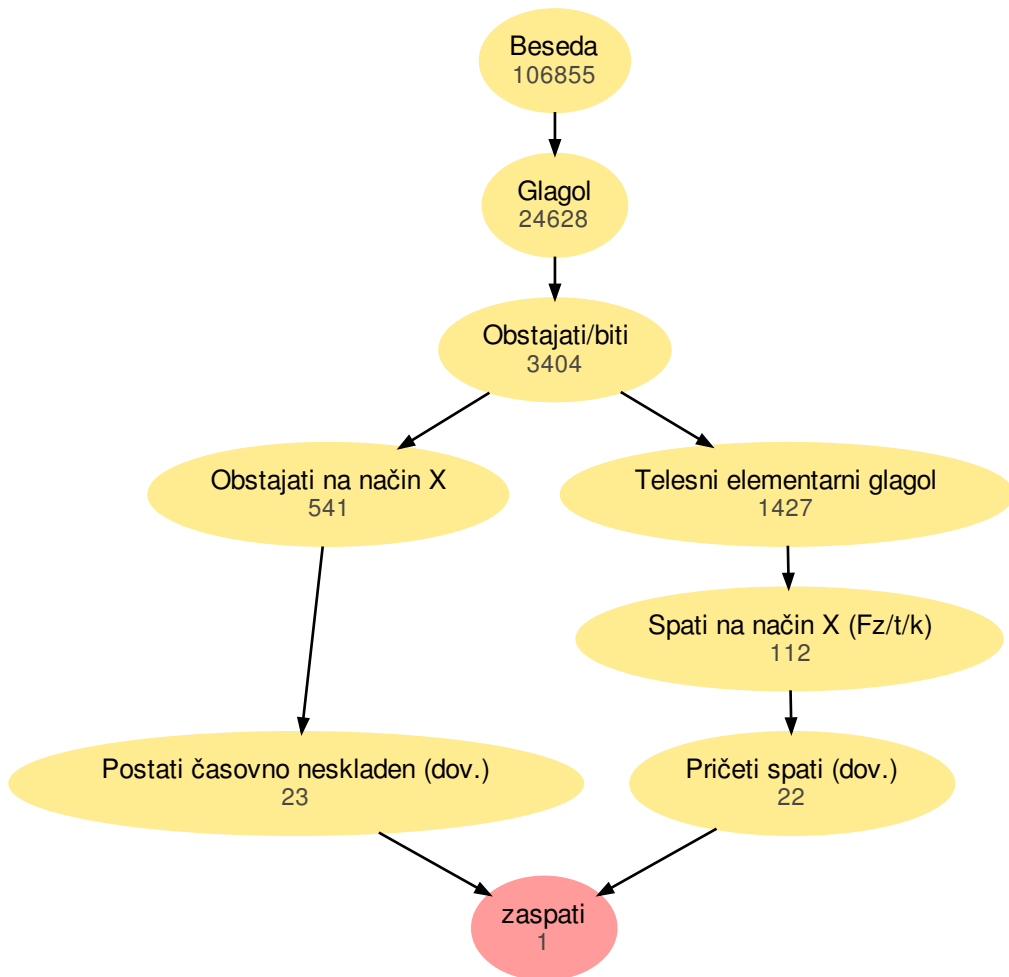 Beseda
106855
Glagol
24628
Obstajati/biti
3404
Obstajati na način X
541
Telesni elementarni glagol
1427
Spati na način X (Fz/t/k)
112
Postati časovno neskladen (dov.)
23
Pričeti spati (dov.)
22
zaspati
1